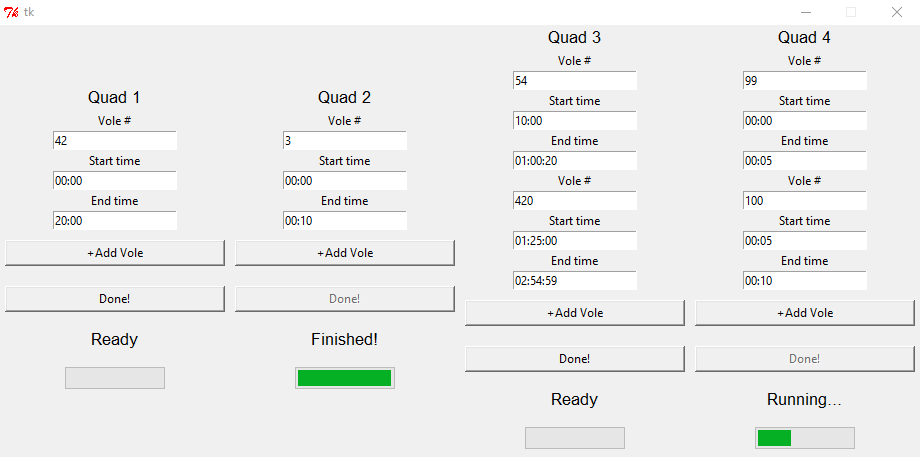 tk
Quad 1
Vole #
42
Start time
00:00
End time
20:00
+Add Vole
Done!
Ready
Quad 2
Vole #
3
Start time
00:00
End time
00:10
+Add Vole
Done!
Finished!
Quad 3
Vole #
54
Start time
10:00
End time
01:00:20
Vole #
420
Start time
01:25:00
End time
02:54:59
+Add Vole
Done!
Ready
Quad 4
Vole #
99
Start time
00:00
End time
00:05
Vole #
100
Start time
00:05
End time
00:10
+Add Vole
Done!
Running...